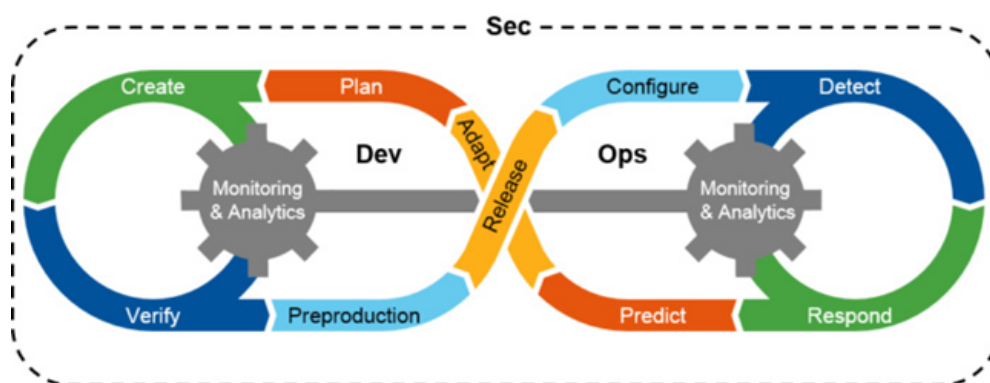 Sec
Create
Plan
Configure
Detect
Adapt
Dev
Ops
Release
Monitoring
& Analytics
Monitoring
& Analytics
Verify
Preproduction
Predict
Respond